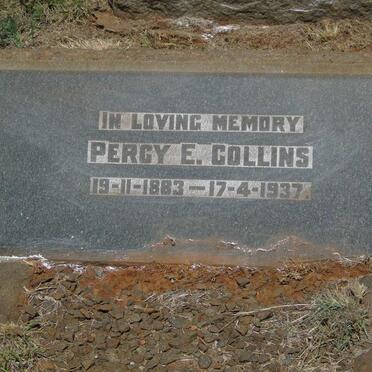 IN LOVING MEMORY
PERCY E. COLLINS
19-11-1883 — 17-4-1937.